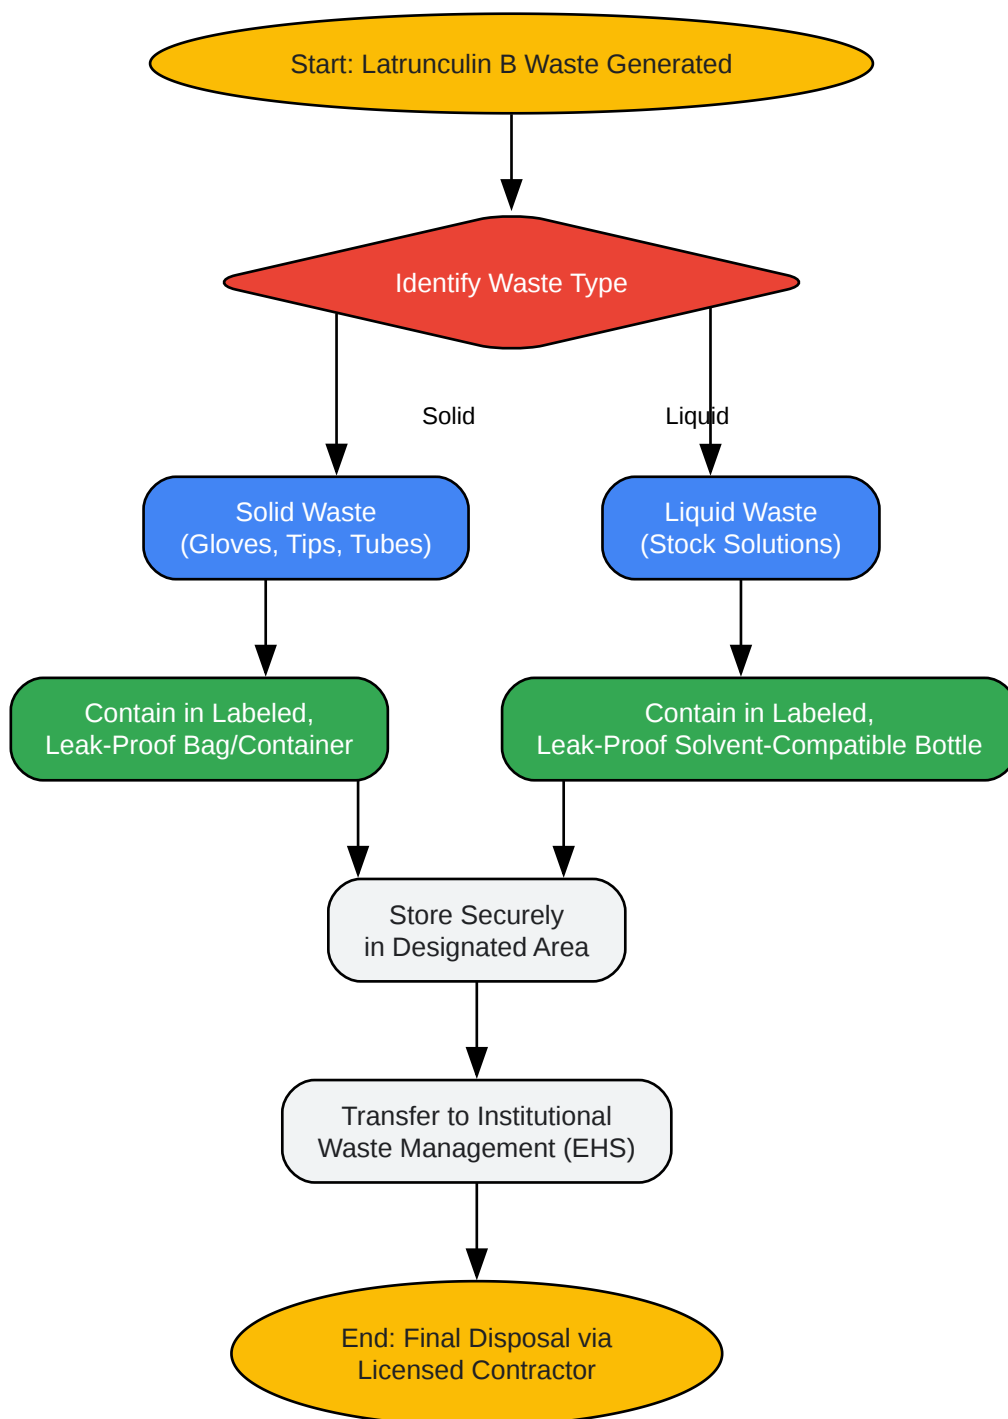 Start: Latrunculin B Waste Generated
Identify Waste Type
Solid
Liquid
Solid Waste
(Gloves, Tips, Tubes)
Liquid Waste
(Stock Solutions)
Contain in Labeled,
Leak-Proof Bag/Container
Contain in Labeled,
Leak-Proof Solvent-Compatible Bottle
Store Securely
in Designated Area
Transfer to Institutional
Waste Management (EHS)
End: Final Disposal via
Licensed Contractor